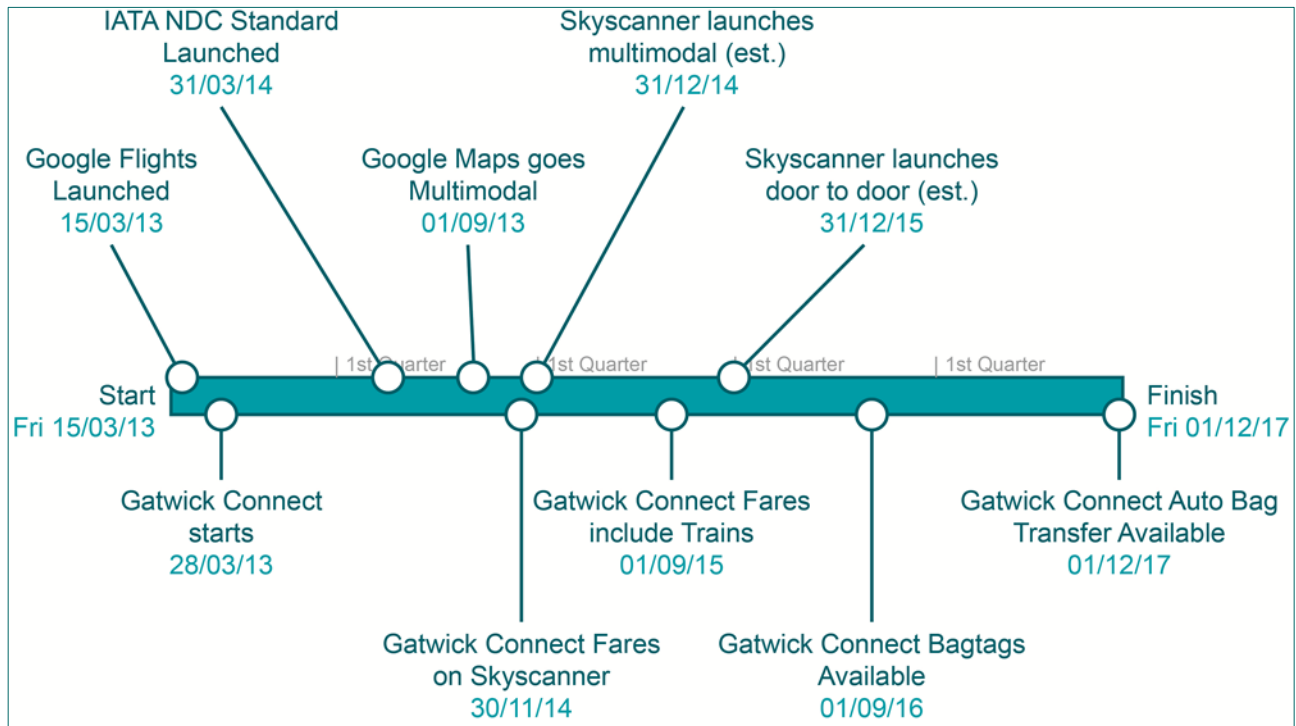 IATA NDC Standard
Launched
31/03/14
Skyscanner launches
multimodal (est.)
31/12/14
Google Flights
Launched
15/03/13
Google Maps goes
Multimodal
01/09/13
Skyscanner launches
door to door (est.)
31/12/15
| 1st Quarter
| 1st Quarter
| 1st Quarter
| 1st Quarter
Start
Fri 15/03/13
Finish
Fri 01/12/17
Gatwick Connect
starts
28/03/13
Gatwick Connect Fares
include Trains
01/09/15
Gatwick Connect Auto Bag
Transfer Available
01/12/17
Gatwick Connect Fares
on Skyscanner
30/11/14
Gatwick Connect Bagtags
Available
01/09/16